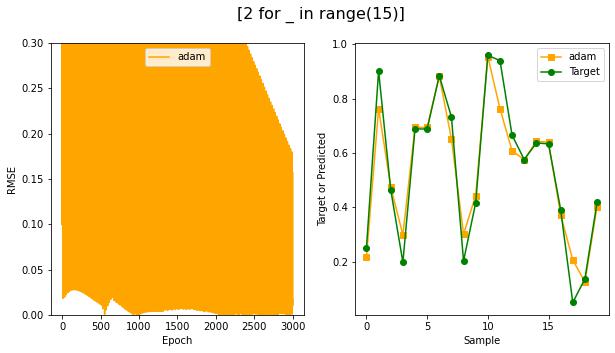 [2 for _ in range(15)]
RMSE
0.30
0.25
0.20
0.15
0.10
0.05
0.00
0 500 1000 1500 2000 2500 3000
Epoch
adam
Target or Predicted
1.0
0.8
0.6
0.4
0.2
0 5 10 15
Sample
adam
Target